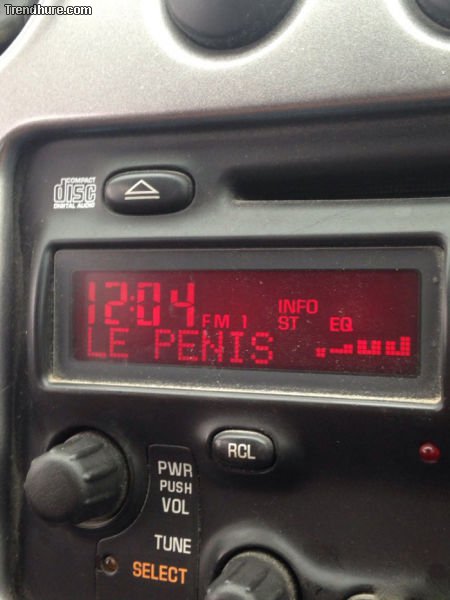 Trendhure.com
COMPACT
disc
DIGITAL AUDIO
12:04 FM 1 INFO
ST EQ
LE PENIS
RCL
PWR
PUSH
VOL
TUNE
SELECT